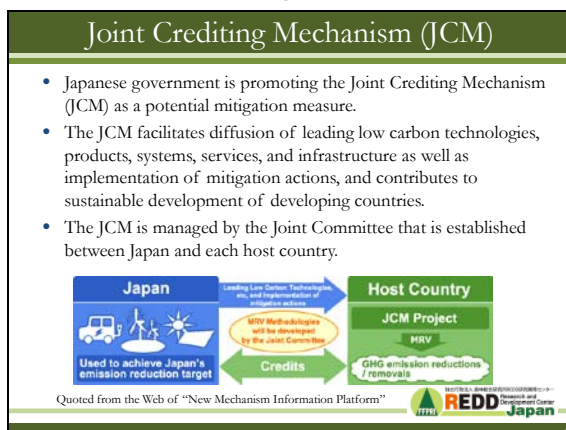 Joint Crediting Mechanism (JCM)
• Japanese government is promoting the Joint Crediting Mechanism
(JCM) as a potential mitigation measure.
• The JCM facilitates diffusion of leading low carbon technologies,
products, systems, services, and infrastructure as well as
implementation of mitigation actions, and contributes to
sustainable development of developing countries.
• The JCM is managed by the Joint Committee that is established
between Japan and each host country.
Japan
Leading Low Carbon Technologies,
etc, and Implementation of
mitigation actions
Host Country
JCM Project
MRV Methodologies
will be developed
by the Joint Committee
MRV
Used to achieve Japan's
emission reduction target
Credits
GHG emission reductions
/ removals
Quoted from the Web of “New Mechanism Information Platform”
FFPRI
REDD
Research and
Development Center
Japan